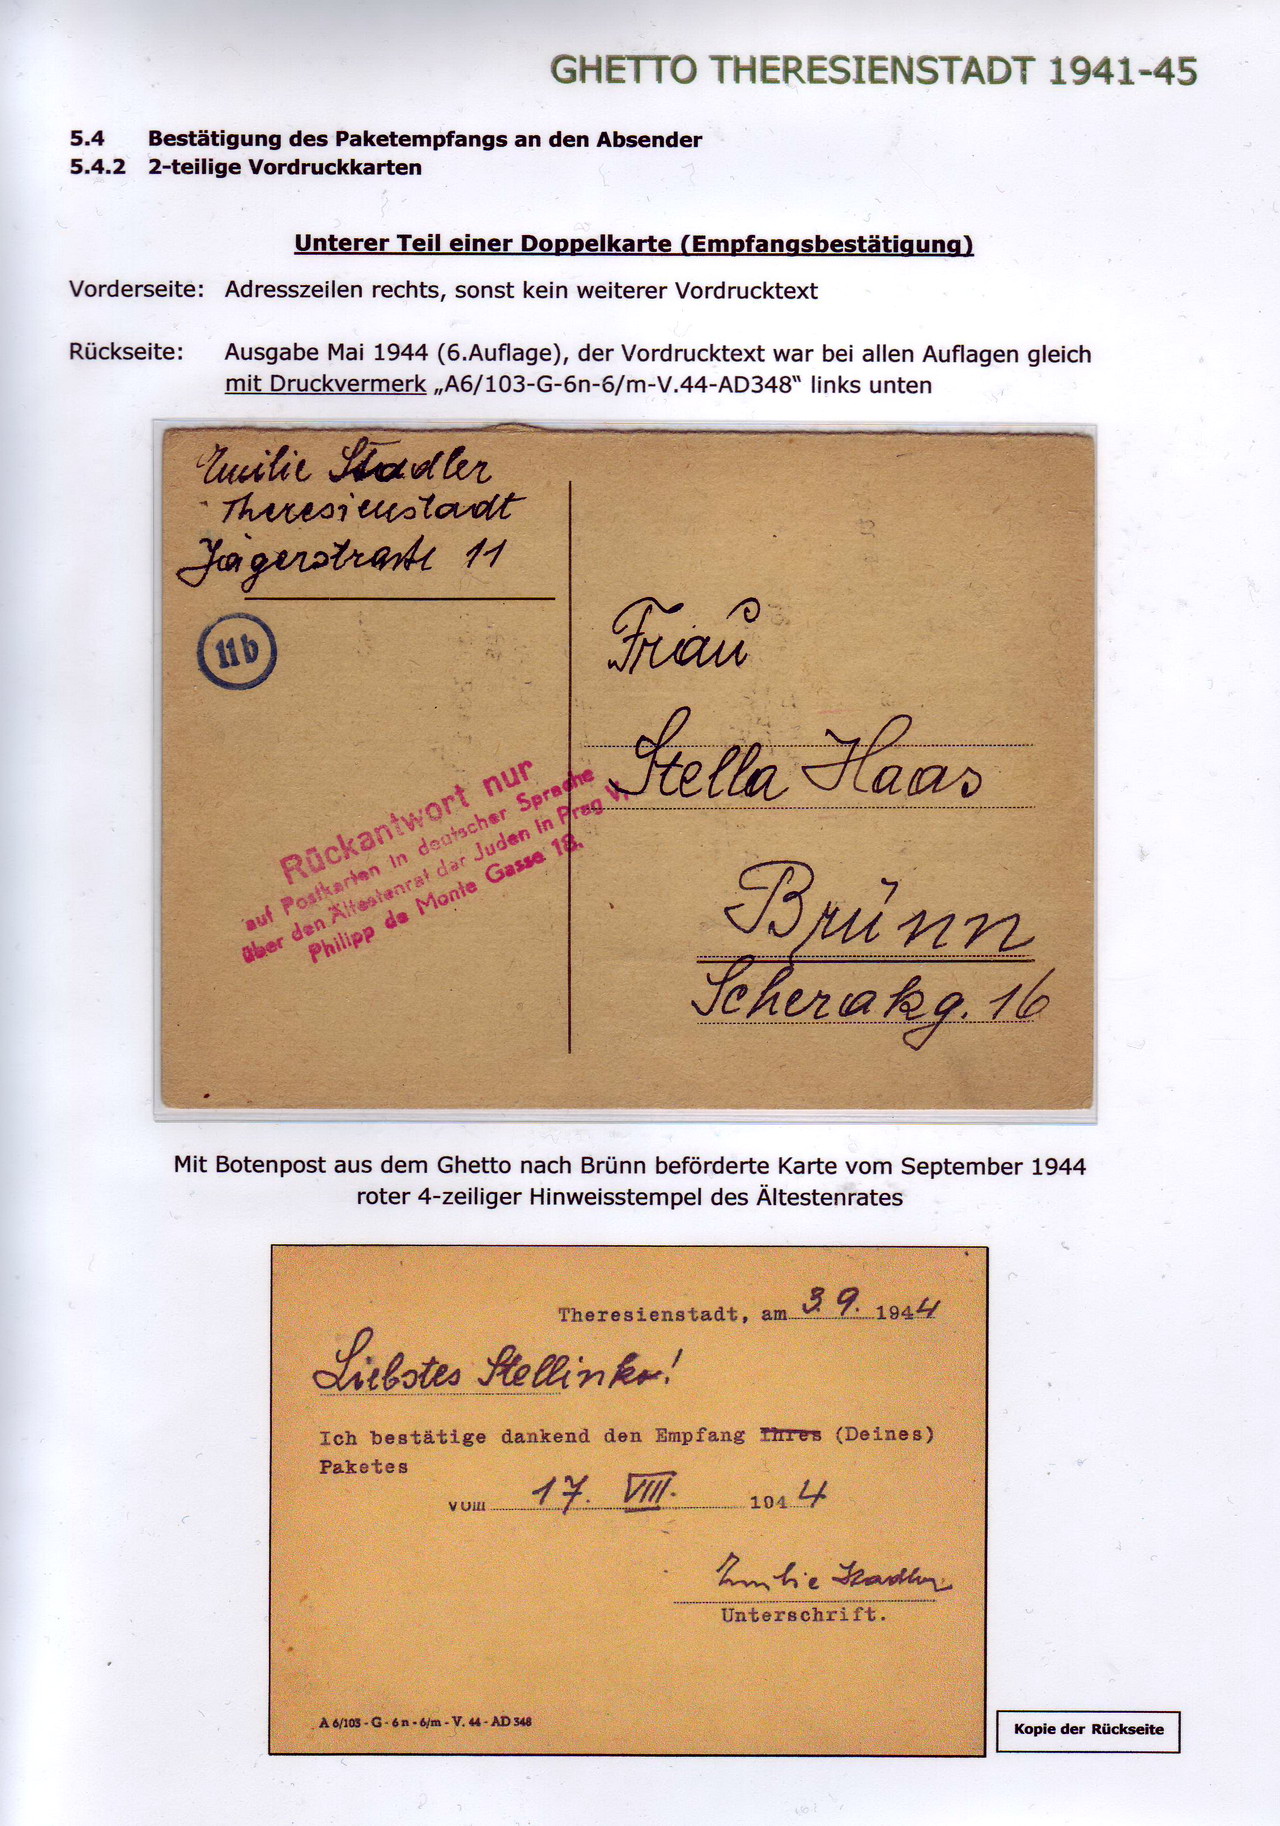 GHETTO THERESIENSTADT 1941-45
5.4 Bestätigung des Paketempfangs an den Absender
5.4.2 2-teilige Vordruckkarten
Unterer Teil einer Doppelkarte (Empfangsbestätigung)
Vorderseite: Adresszeilen rechts, sonst kein weiterer Vordrucktext
Rückseite: Ausgabe Mai 1944 (6.Auflage), der Vordrucktext war bei allen Auflagen gleich
mit Druckvermerk „A6/103-G-6n-6/m-V.44-AD348“ links unten
Emilie Stadler
Theresienstadt
Jägerstraße 11
11b
Rückantwort nur
auf Postkarten in deutscher Sprache
über den Ältestenrat der Juden in Prag V,
Philipp de Monte Gasse 18.
Frau
Stella Haas
Brünn
Scherakg. 16
Mit Botenpost aus dem Ghetto nach Brünn beförderte Karte vom September 1944
roter 4-zeiliger Hinweisstempel des Ältestenrates
Theresienstadt, am 3.9. 1944
Liebstes Stellinko!
Ich bestätige dankend den Empfang Ihres (Deines)
Paketes
vom 17. VIII. 1944
Emilie Stadler
Unterschrift.
A 6/103 - G - 6 n - 6/m - V. 44 - AD 348
Kopie der Rückseite